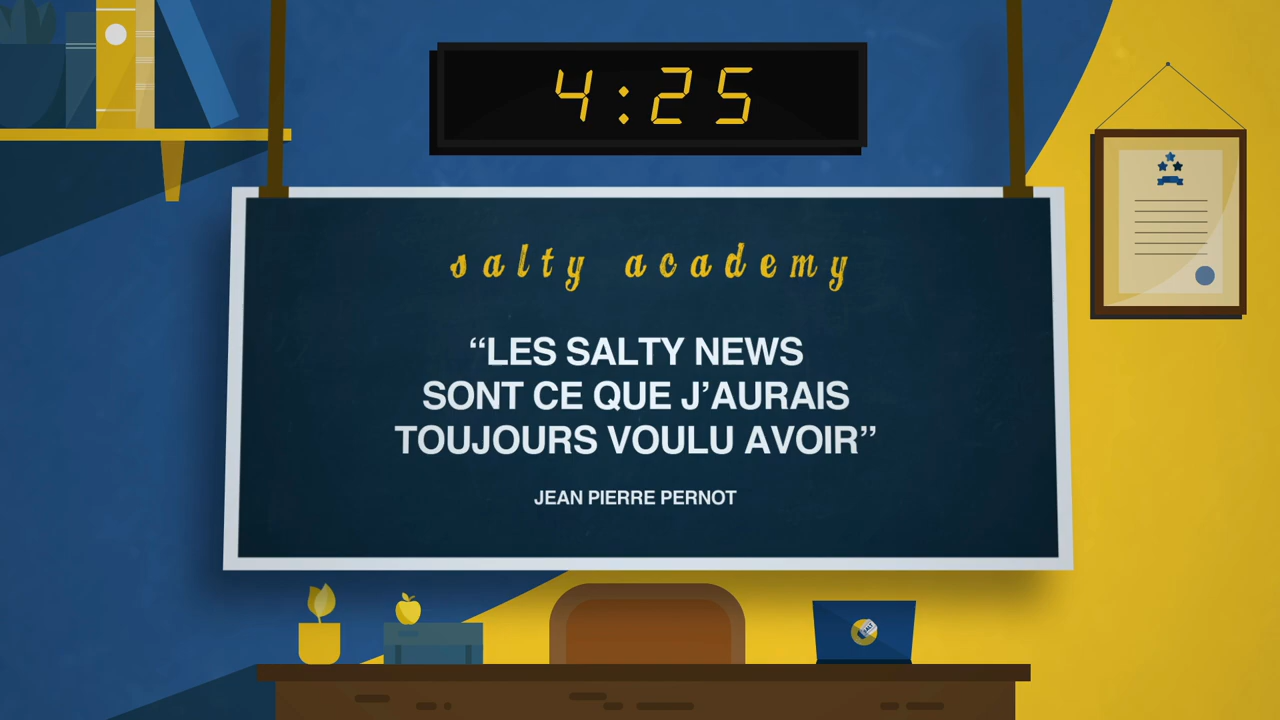 4:25
salty academy
“LES SALTY NEWS
SONT CE QUE J’AURAIS
TOUJOURS VOULU AVOIR”
JEAN PIERRE PERNOT